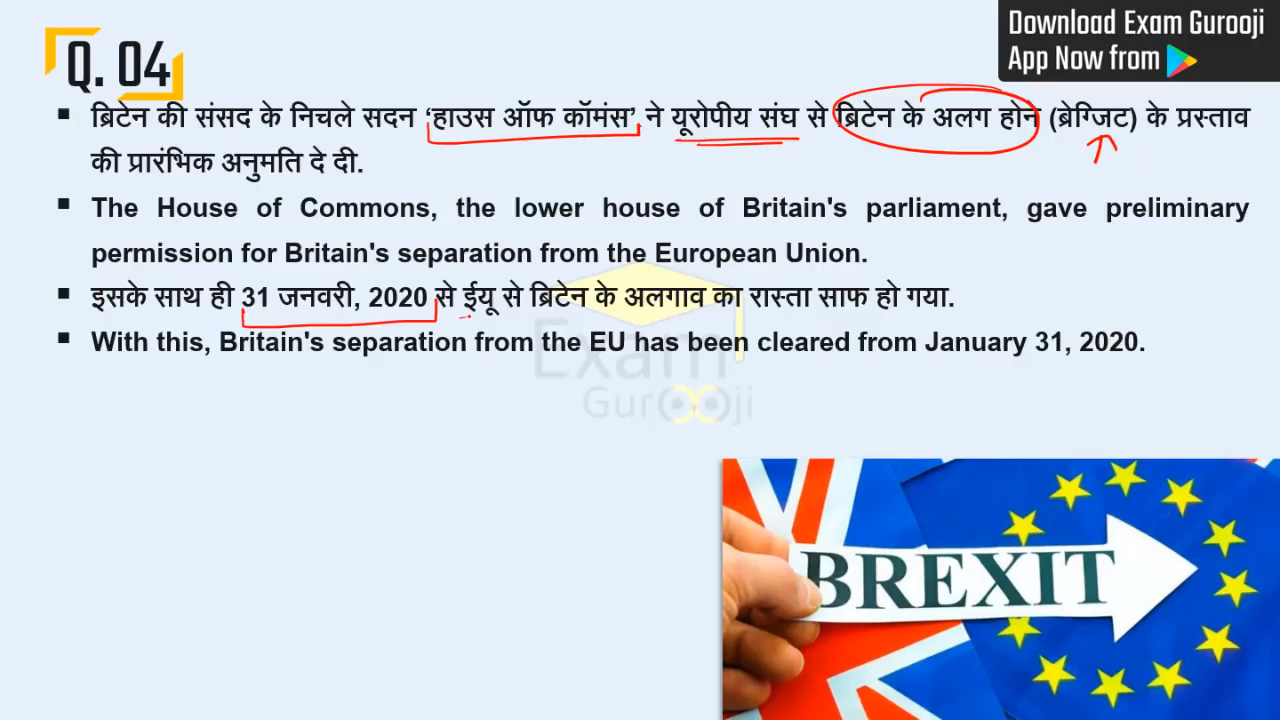 Download Exam Gurooji
App Now from
Q. 04
ब्रिटेन की संसद के निचले सदन ‘हाउस ऑफ कॉमंस’ ने यूरोपीय संघ से ब्रिटेन के अलग होन (ब्रेग्जिट) के प्रस्ताव
की प्रारंभिक अनुमति दे दी.
The House of Commons, the lower house of Britain's parliament, gave preliminary
permission for Britain's separation from the European Union.
इसके साथ ही 31 जनवरी, 2020 से ईयू से ब्रिटेन के अलगाव का रास्ता साफ हो गया.
With this, Britain's separation from the EU has been cleared from January 31, 2020.
Exam
Gurooji
BREXIT